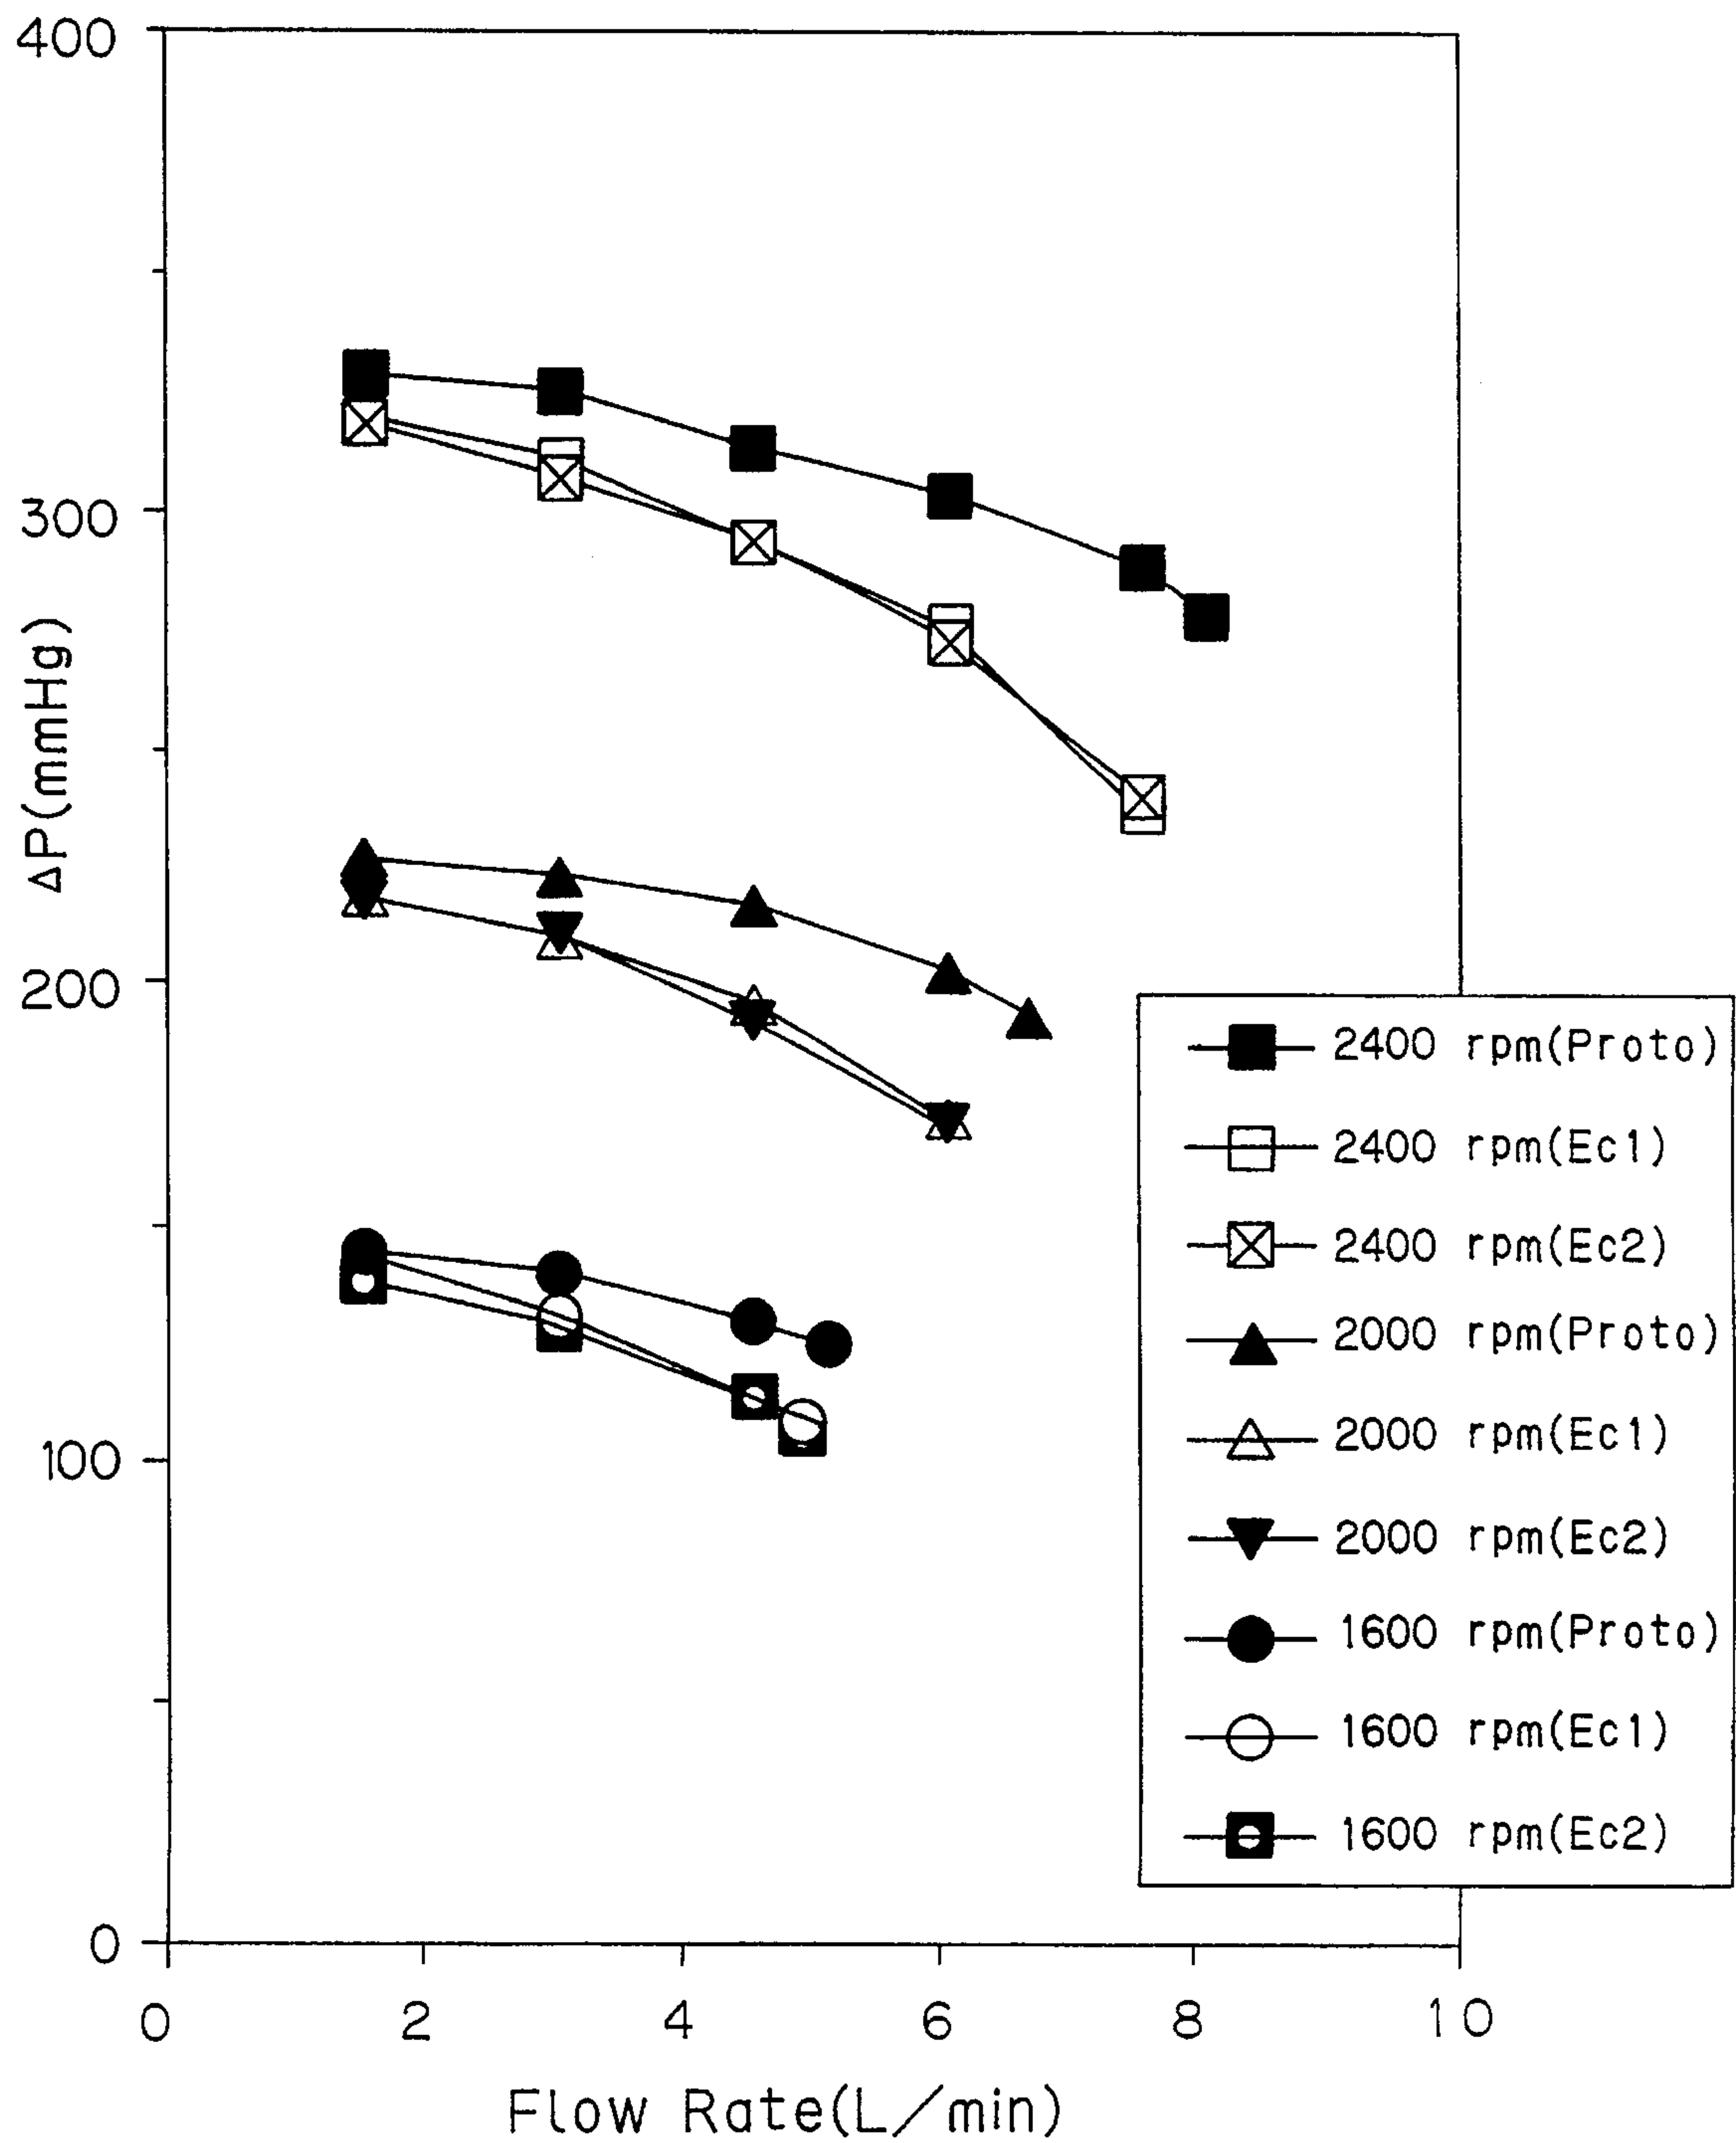 400
300
200
100
0
ΔP(mmHg)
0 2 4 6 8 10
Flow Rate(L/min)
2400 rpm(Proto)
2400 rpm(Ec1)
2400 rpm(Ec2)
2000 rpm(Proto)
2000 rpm(Ec1)
2000 rpm(Ec2)
1600 rpm(Proto)
1600 rpm(Ec1)
1600 rpm(Ec2)